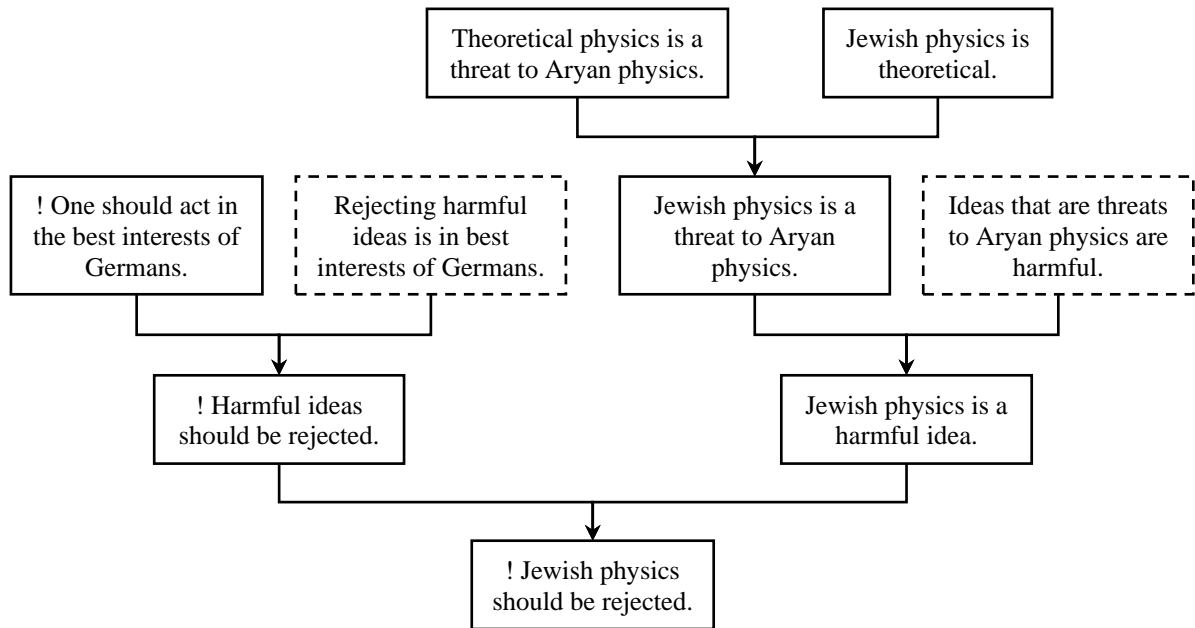 Theoretical physics is a
threat to Aryan physics.
Jewish physics is
theoretical.
! One should act in
the best interests of
Germans.
Rejecting harmful
ideas is in best
interests of Germans.
Jewish physics is a
threat to Aryan
physics.
Ideas that are threats
to Aryan physics are
harmful.
! Harmful ideas
should be rejected.
Jewish physics is a
harmful idea.
! Jewish physics
should be rejected.